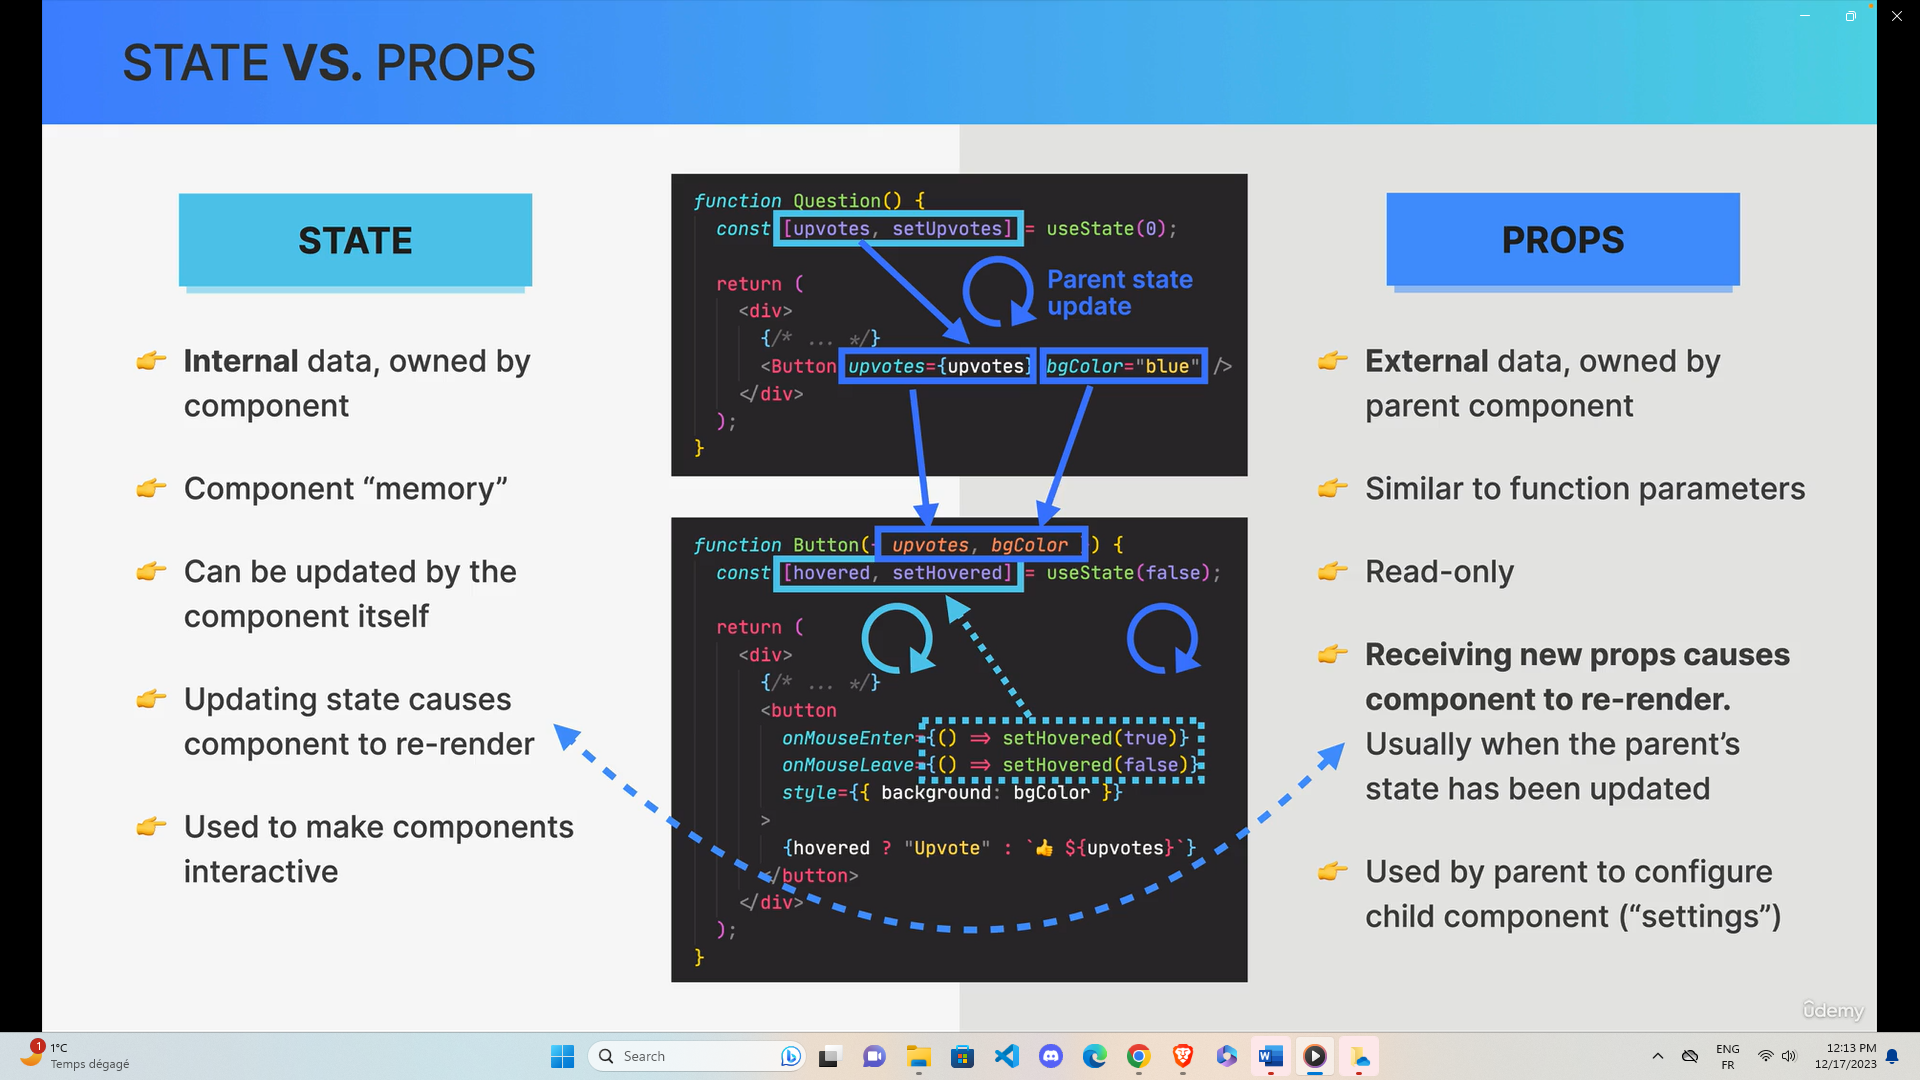 STATE VS. PROPS
STATE
👉 Internal data, owned by
component
👉 Component “memory”
👉 Can be updated by the
component itself
👉 Updating state causes
component to re-render
👉 Used to make components
interactive
function Question() {
const [upvotes, setUpvotes] = useState(0);
return (
<div>
{/* ... */}
<Button upvotes={upvotes} bgColor="blue" />
</div>
);
}
Parent state
update
function Button({ upvotes, bgColor }) {
const [hovered, setHovered] = useState(false);
return (
<div>
{/* ... */}
<button
onMouseEnter={() => setHovered(true)}
onMouseLeave={() => setHovered(false)}
style={{ background: bgColor }}
>
{hovered ? "Upvote" : `👍 ${upvotes}`}
</button>
</div>
);
}
PROPS
👉 External data, owned by
parent component
👉 Similar to function parameters
👉 Read-only
👉 Receiving new props causes
component to re-render.
Usually when the parent’s
state has been updated
👉 Used by parent to configure
child component (“settings”)
ûdemy
1
1°C
Temps dégagé
Search
ENG
FR
12:13 PM
12/17/2023